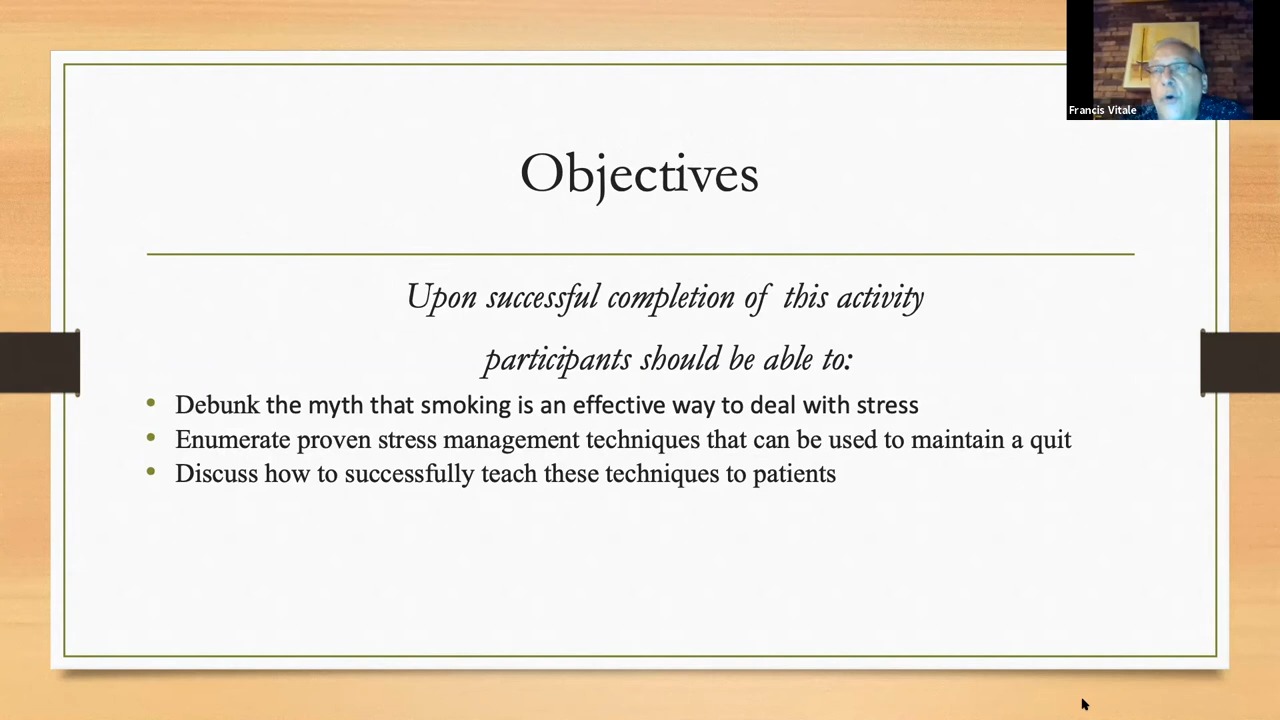 Francis Vitale
Objectives
Upon successful completion of this activity
participants should be able to:
• Debunk the myth that smoking is an effective way to deal with stress
• Enumerate proven stress management techniques that can be used to maintain a quit
• Discuss how to successfully teach these techniques to patients